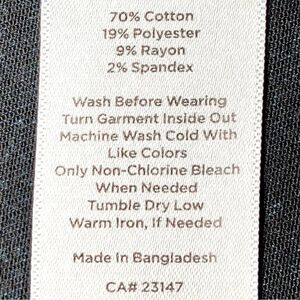 70% Cotton
19% Polyester
9% Rayon
2% Spandex
Wash Before Wearing
Turn Garment Inside Out
Machine Wash Cold With
Like Colors
Only Non-Chlorine Bleach
When Needed
Tumble Dry Low
Warm Iron, If Needed
Made In Bangladesh
CA# 23147